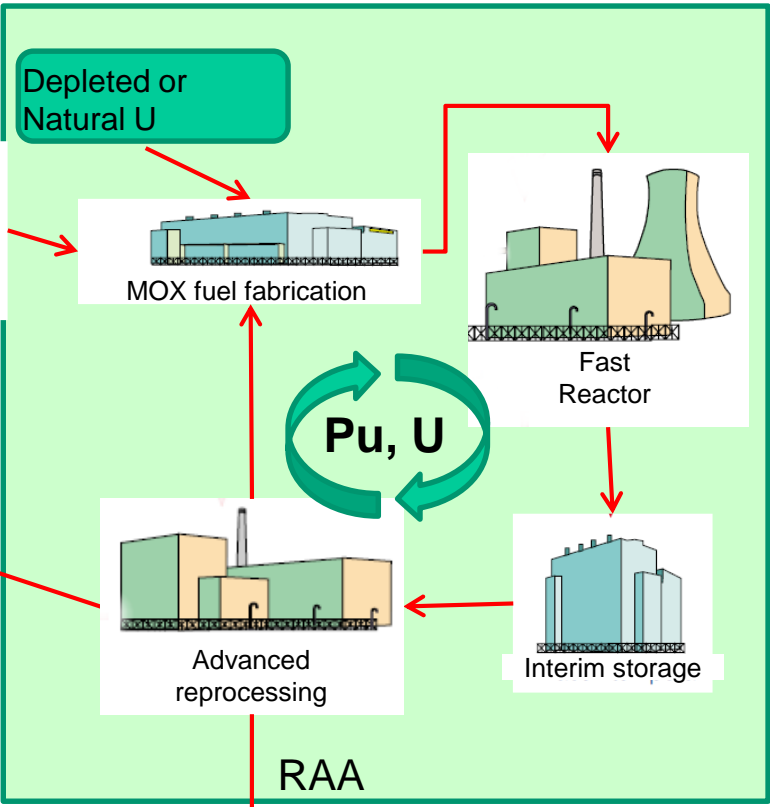 Depleted or
Natural U
MOX fuel fabrication
Fast
Reactor
Pu, U
Advanced
reprocessing
Interim storage
RAA